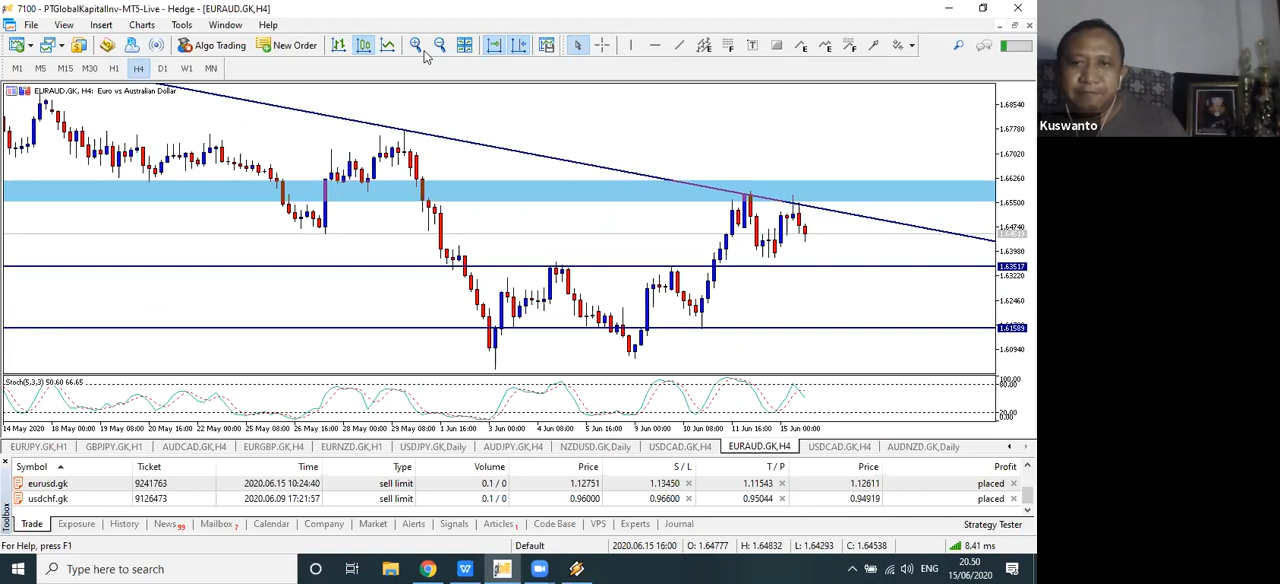 7100 - PTGlobalKapitalInv-MT5-Live - Hedge - [EURAUD.GK,H4]
File View Insert Charts Tools Window Help
Algo Trading New Order
M1 M5 M15 M30 H1 H4 D1 W1 MN
EURAUD.GK, H4: Euro vs Australian Dollar
1.68540
1.67780
1.67020
1.66260
1.65500
1.64740
1.63980
1.63517
1.63220
1.62460
1.61589
1.60940
Stoch(5,3,3) 50.60 66.65
100.00
80.00
20.00
0.00
14 May 2020 18 May 08:00 19 May 16:00 20 May 16:00 22 May 00:00 25 May 08:00 26 May 16:00 28 May 00:00 29 May 08:00 1 Jun 16:00 3 Jun 00:00 4 Jun 08:00 5 Jun 16:00 9 Jun 00:00 10 Jun 08:00 11 Jun 16:00 15 Jun 00:00
EURJPY.GK,H1 GBPJPY.GK,H1 AUDCAD.GK,H4 EURGBP.GK,H4 EURNZD.GK,H1 USDJPY.GK,Daily AUDJPY.GK,H4 NZDUSD.GK,Daily USDCAD.GK,H4 EURAUD.GK,H4 USDCAD.GK,H4 AUDNZD.GK,Daily
Symbol Ticket Time Type Volume Price S / L T / P Price Profit
eurusd.gk 9241763 2020.06.15 10:24:40 sell limit 0.1 / 0 1.12751 1.13450 1.11543 1.12611 placed
usdchf.gk 9126473 2020.06.09 17:21:57 sell limit 0.1 / 0 0.96000 0.96600 0.95044 0.94919 placed
Toolbox
Trade Exposure History News 99 Mailbox 7 Calendar Company Market Alerts Signals Articles 1 Code Base VPS Experts Journal Strategy Tester
For Help, press F1 Default 2020.06.15 16:00 O: 1.64777 H: 1.64832 L: 1.64293 C: 1.64538 8.41 ms
Type here to search
ENG
20.50
15/06/2020
Kuswanto